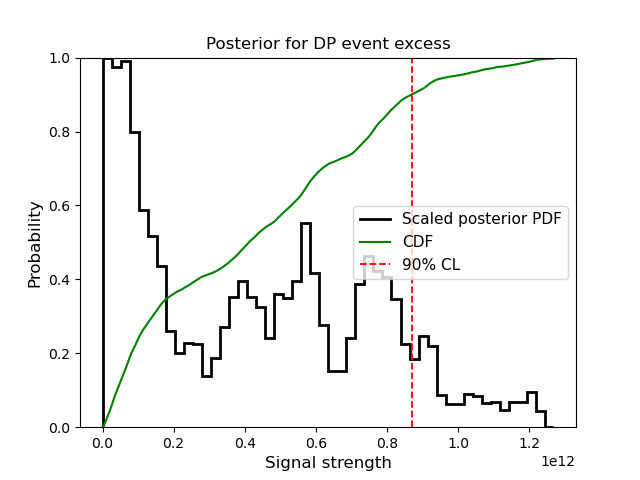 Posterior for DP event excess
Probability
1.0
0.8
0.6
0.4
0.2
0.0
Scaled posterior PDF
CDF
90% CL
0.0 0.2 0.4 0.6 0.8 1.0 1.2
1e12
Signal strength